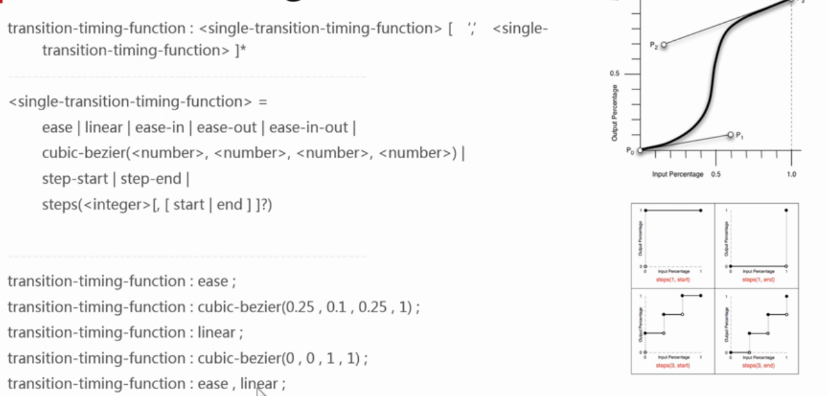 transition-timing-function : <single-transition-timing-function> [ ',' <single-
transition-timing-function> ]*
<single-transition-timing-function> =
ease | linear | ease-in | ease-out | ease-in-out |
cubic-bezier(<number>, <number>, <number>, <number>) |
step-start | step-end |
steps(<integer>[, [ start | end ] ]?)
transition-timing-function : ease ;
transition-timing-function : cubic-bezier(0.25 , 0.1 , 0.25 , 1) ;
transition-timing-function : linear ;
transition-timing-function : cubic-bezier(0 , 0 , 1 , 1) ;
transition-timing-function : ease , linear ;
P2
0.5
Output Percentage
P1
P0
Input Percentage 0.5 1.0
1 1
Output Percentage Output Percentage
0 0
0 Input Percentage 1 0 Input Percentage 1
steps(1, start) steps(1, end)
1 1
Output Percentage Output Percentage
0 0
0 Input Percentage 1 0 Input Percentage 1
steps(3, start) steps(3, end)